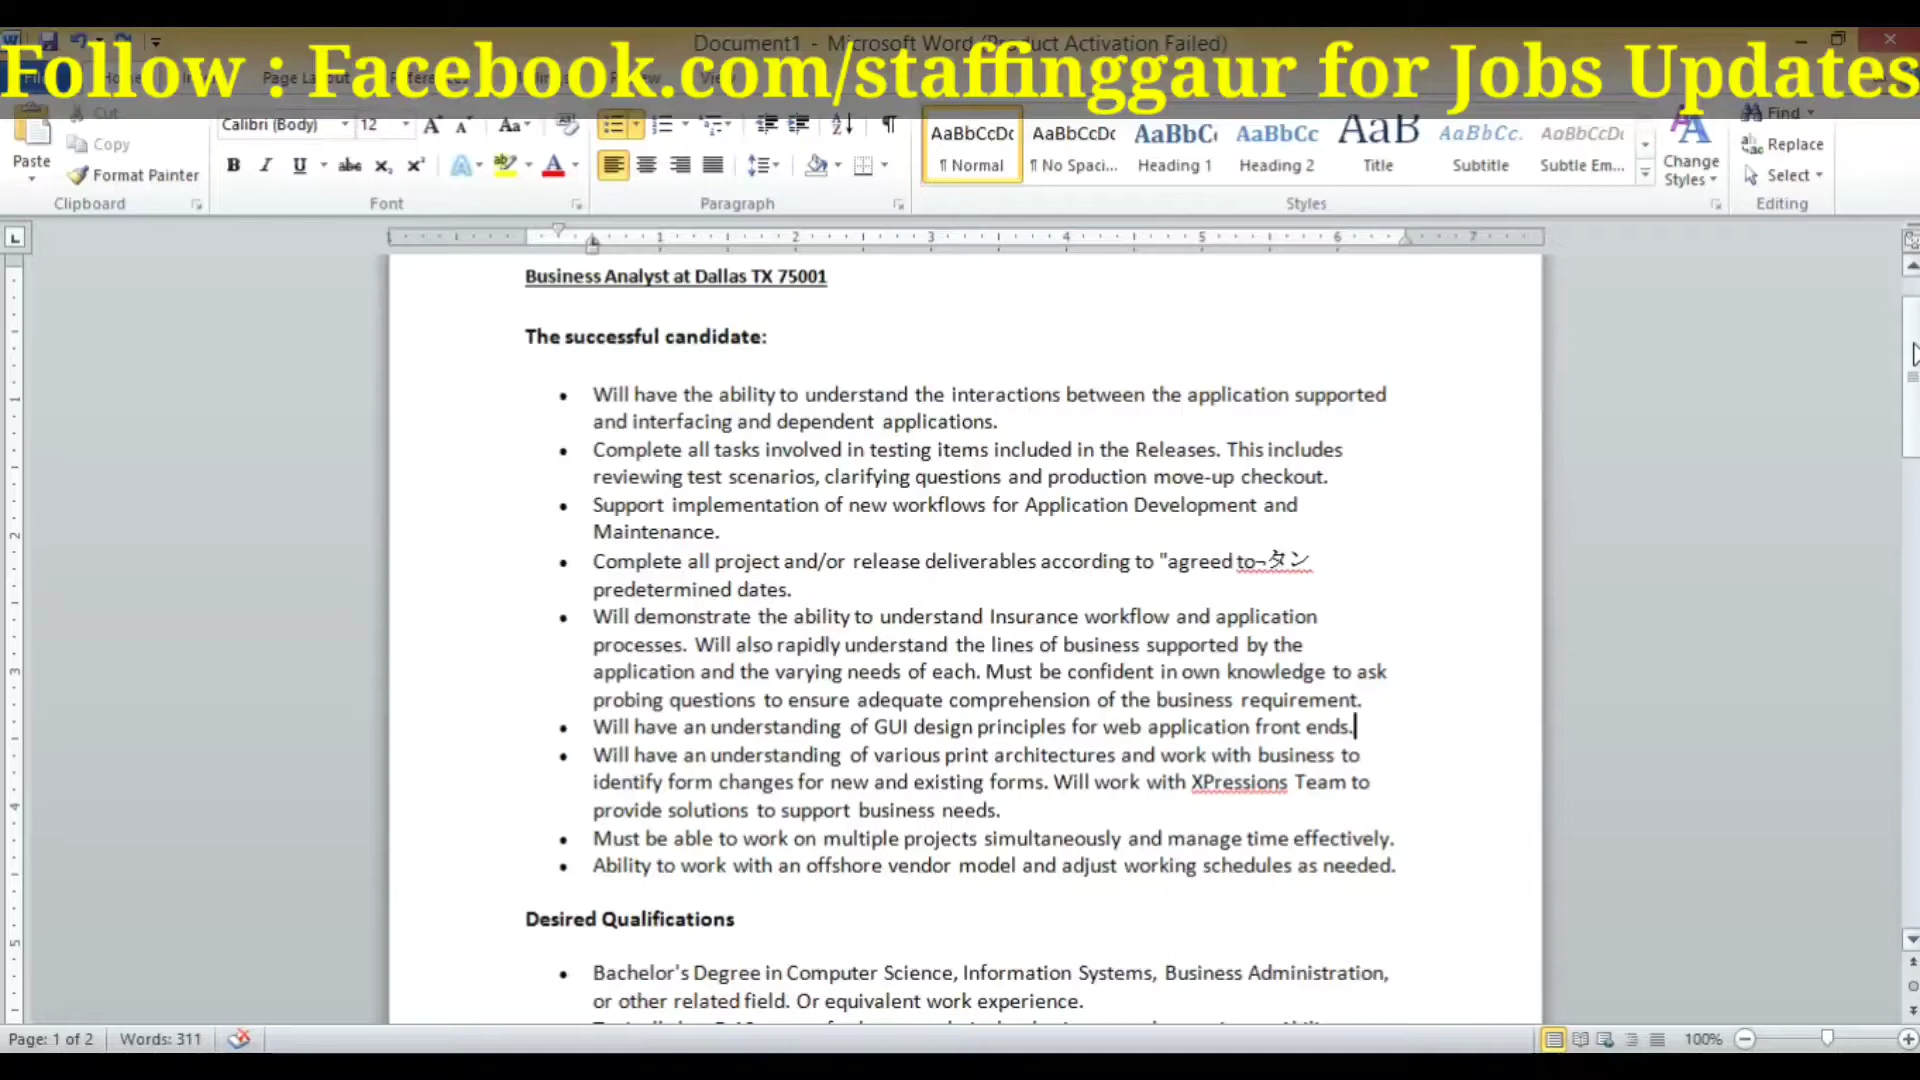 Document1 - Microsoft Word (Product Activation Failed)
Follow : Facebook.com/staffinggaur for Jobs Updates
Cut
Calibri (Body) 12
Find
Copy
Replace
Paste
Format Painter
Select
AaBbCcDc
AaBbCcDc
AaBbC
AaBbCc
AaB
AaBbCc.
AaBbCcDc
¶ Normal
¶ No Spaci...
Heading 1
Heading 2
Title
Subtitle
Subtle Em...
Change
Styles
Clipboard
Font
Paragraph
Styles
Editing
Business Analyst at Dallas TX 75001
The successful candidate:
• Will have the ability to understand the interactions between the application supported
and interfacing and dependent applications.
• Complete all tasks involved in testing items included in the Releases. This includes
reviewing test scenarios, clarifying questions and production move-up checkout.
• Support implementation of new workflows for Application Development and
Maintenance.
• Complete all project and/or release deliverables according to "agreed to¬タン
predetermined dates.
• Will demonstrate the ability to understand Insurance workflow and application
processes. Will also rapidly understand the lines of business supported by the
application and the varying needs of each. Must be confident in own knowledge to ask
probing questions to ensure adequate comprehension of the business requirement.
• Will have an understanding of GUI design principles for web application front ends.
• Will have an understanding of various print architectures and work with business to
identify form changes for new and existing forms. Will work with XPressions Team to
provide solutions to support business needs.
• Must be able to work on multiple projects simultaneously and manage time effectively.
• Ability to work with an offshore vendor model and adjust working schedules as needed.
Desired Qualifications
• Bachelor's Degree in Computer Science, Information Systems, Business Administration,
or other related field. Or equivalent work experience.
Page: 1 of 2 Words: 311
100%